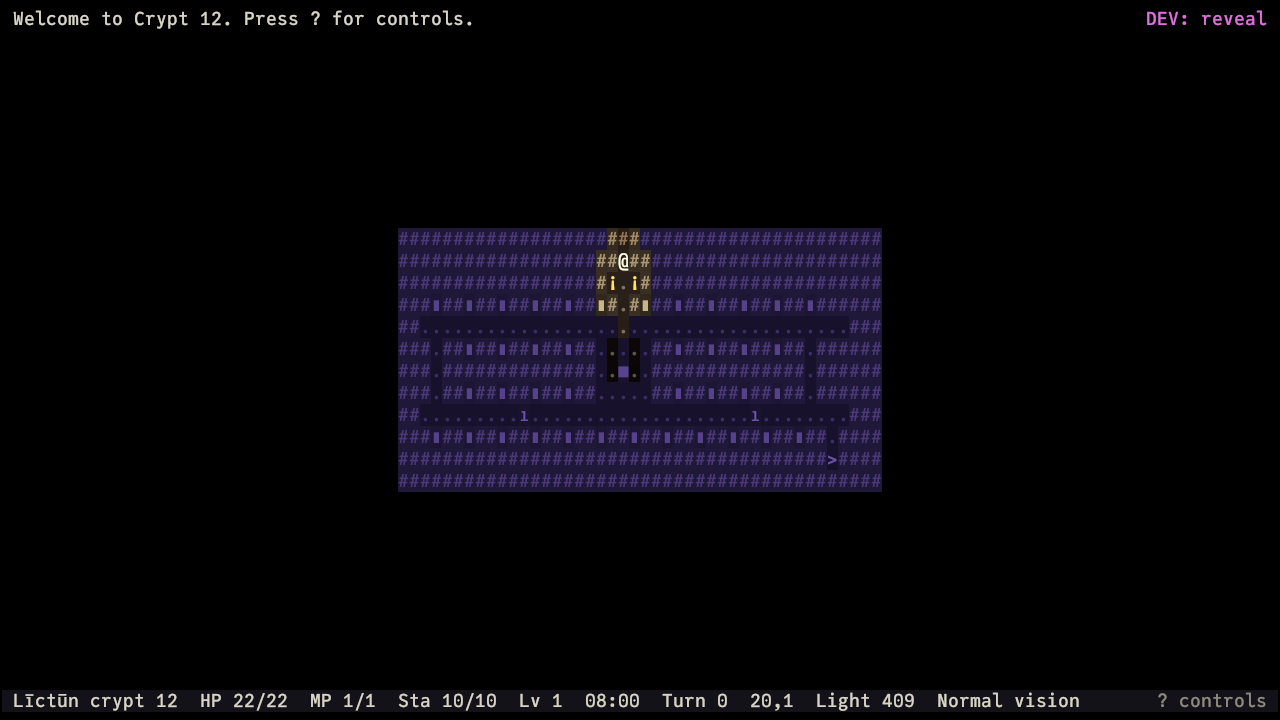 Welcome to Crypt 12. Press ? for controls.
DEV: reveal
Līctūn crypt 12 HP 22/22 MP 1/1 Sta 10/10 Lv 1 08:00 Turn 0 20,1 Light 409 Normal vision ? controls